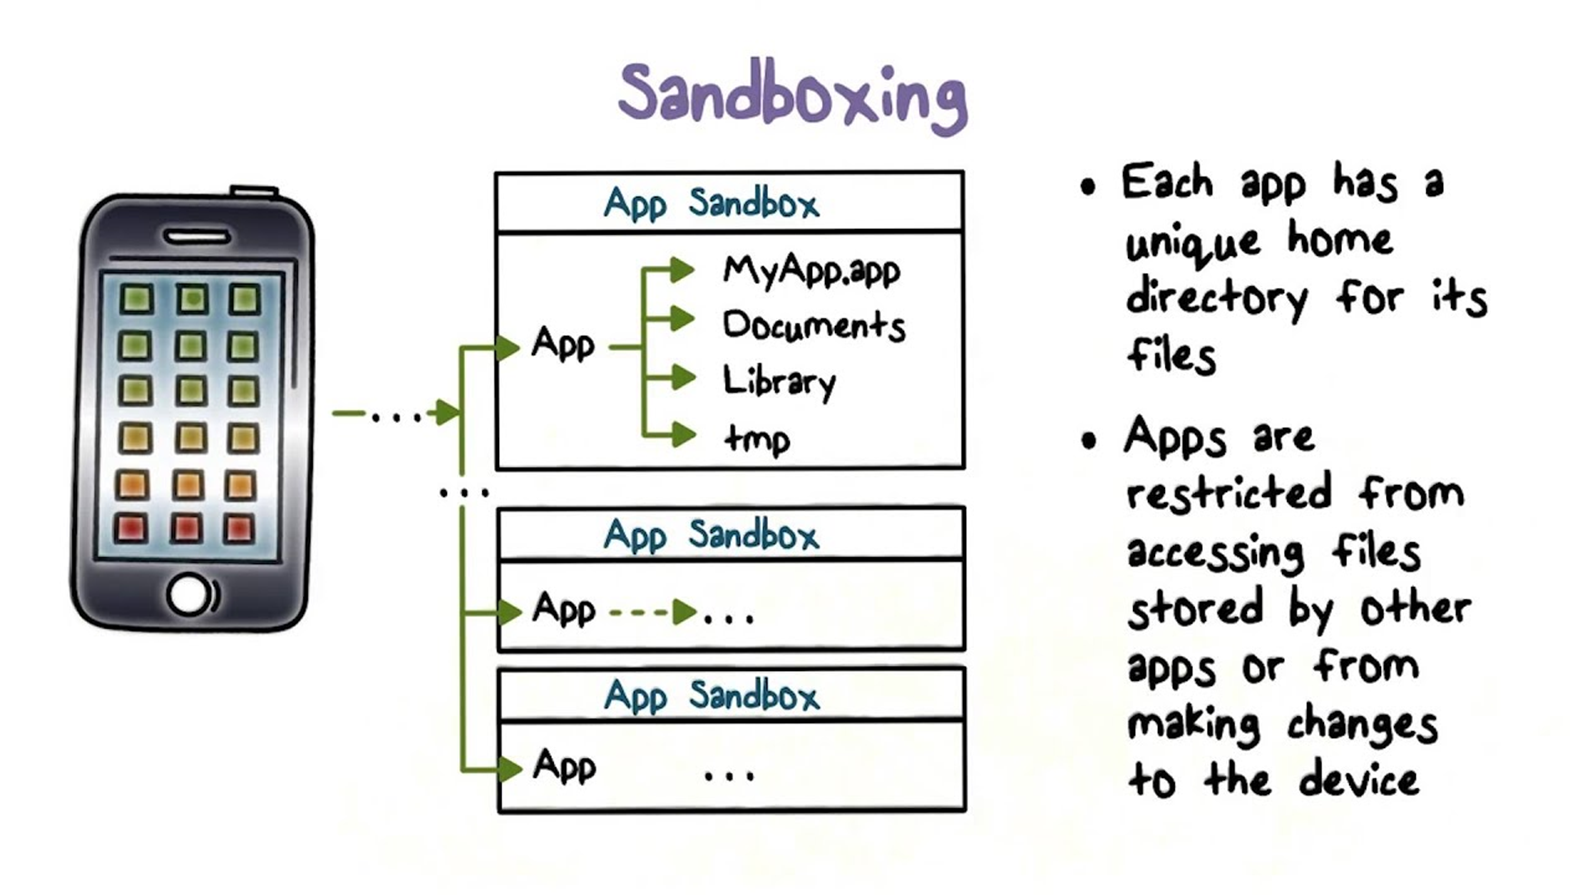 Sandboxing
App Sandbox
App
MyApp.app
Documents
Library
tmp
...
...
App Sandbox
App
...
App Sandbox
App
...
• Each app has a
unique home
directory for its
files
• Apps are
restricted from
accessing files
stored by other
apps or from
making changes
to the device